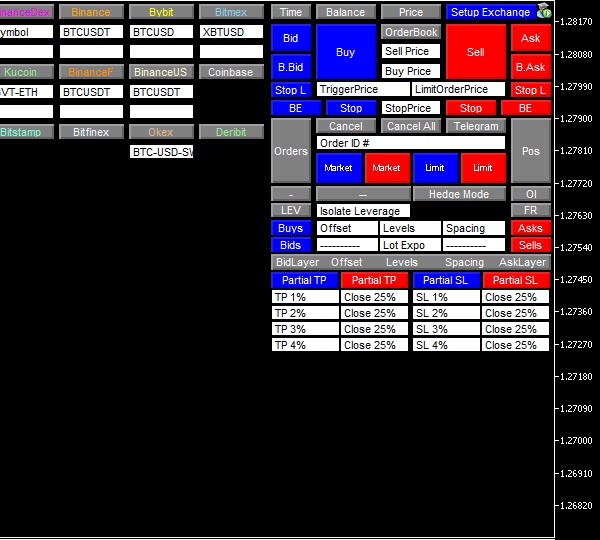 Binance Bybit Bitmex Time Balance Price Setup Exchange
ymbol BTCUSDT BTCUSD XBTUSD Bid Buy OrderBook Sell Ask
Sell Price
Kucoin BinanceF BinanceUS Coinbase B.Bid Buy Price B.Ask
VT-ETH BTCUSDT BTCUSDT Stop L TriggerPrice LimitOrderPrice Stop L
BE Stop StopPrice Stop BE
Bitstamp Bitfinex Okex Deribit Cancel Cancel All Telegram
Orders Order ID # Pos
BTC-USD-SV
Market Market Limit Limit
- -- Hedge Mode OI
LEV Isolate Leverage FR
Buys Offset Levels Spacing Asks
Bids ---------- Lot Expo ---------- Sells
BidLayer Offset Levels Spacing AskLayer
Partial TP Partial TP Partial SL Partial SL
TP 1% Close 25% SL 1% Close 25%
TP 2% Close 25% SL 2% Close 25%
TP 3% Close 25% SL 3% Close 25%
TP 4% Close 25% SL 4% Close 25%
1.28170
1.28080
1.27990
1.27900
1.27810
1.27720
1.27630
1.27540
1.27450
1.27360
1.27270
1.27180
1.27090
1.27000
1.26910
1.26820